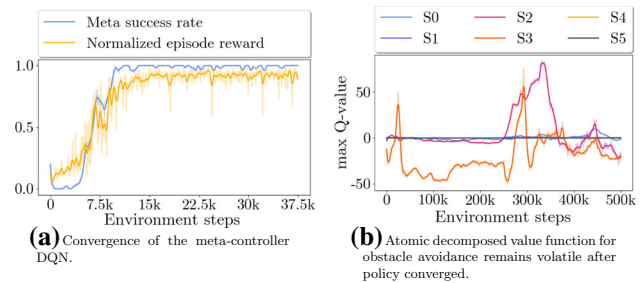 Meta success rate
Normalized episode reward
1.0
0.5
0.0
0 7.5k 15k 22.5k 30k 37.5k
Environment steps
(a) Convergence of the meta-controller
DQN.
S0 S2 S4
S1 S3 S5
max Q-value
50
0
-50
0 100k 200k 300k 400k 500k
Environment steps
(b) Atomic decomposed value function for
obstacle avoidance remains volatile after
policy converged.